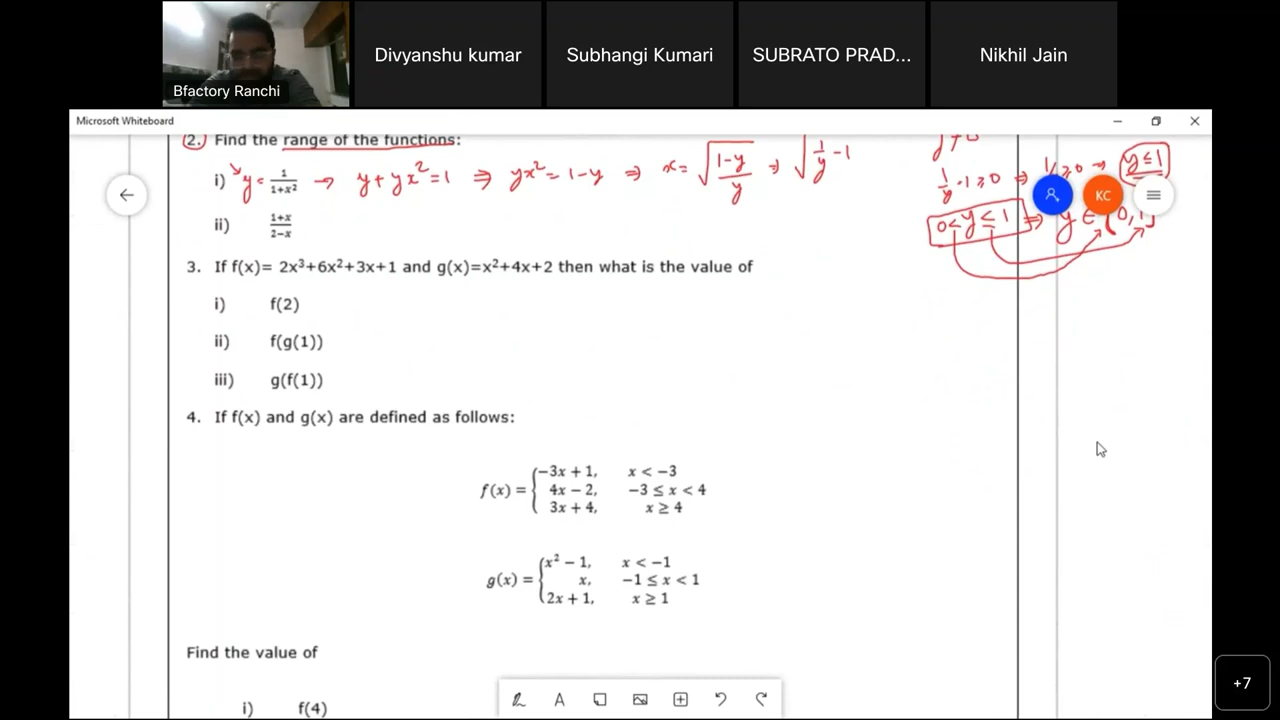 Divyanshu kumar
Subhangi Kumari
SUBRATO PRAD...
Nikhil Jain
Bfactory Ranchi
Microsoft Whiteboard
2. Find the range of the functions:
i) y = 1/(1+x²) → y + yx² = 1 ⇒ yx² = 1-y ⇒ x = √((1-y)/y) ⇒ √(1/y - 1)
1/y - 1 ≥ 0 ⇒ 1/ ≥ 0 → y ≤ 1
KC
ii) (1+x)/(2−x)
0 < y ≤ 1 ⇒ y ∈ (0,1]
3. If f(x)= 2x³+6x²+3x+1 and g(x)=x²+4x+2 then what is the value of
i) f(2)
ii) f(g(1))
iii) g(f(1))
4. If f(x) and g(x) are defined as follows:
−3x + 1, x < −3
f(x) = { 4x − 2, −3 ≤ x < 4
3x + 4, x ≥ 4
x² − 1, x < −1
g(x) = { x, −1 ≤ x < 1
2x + 1, x ≥ 1
Find the value of
i) f(4)
A
+7